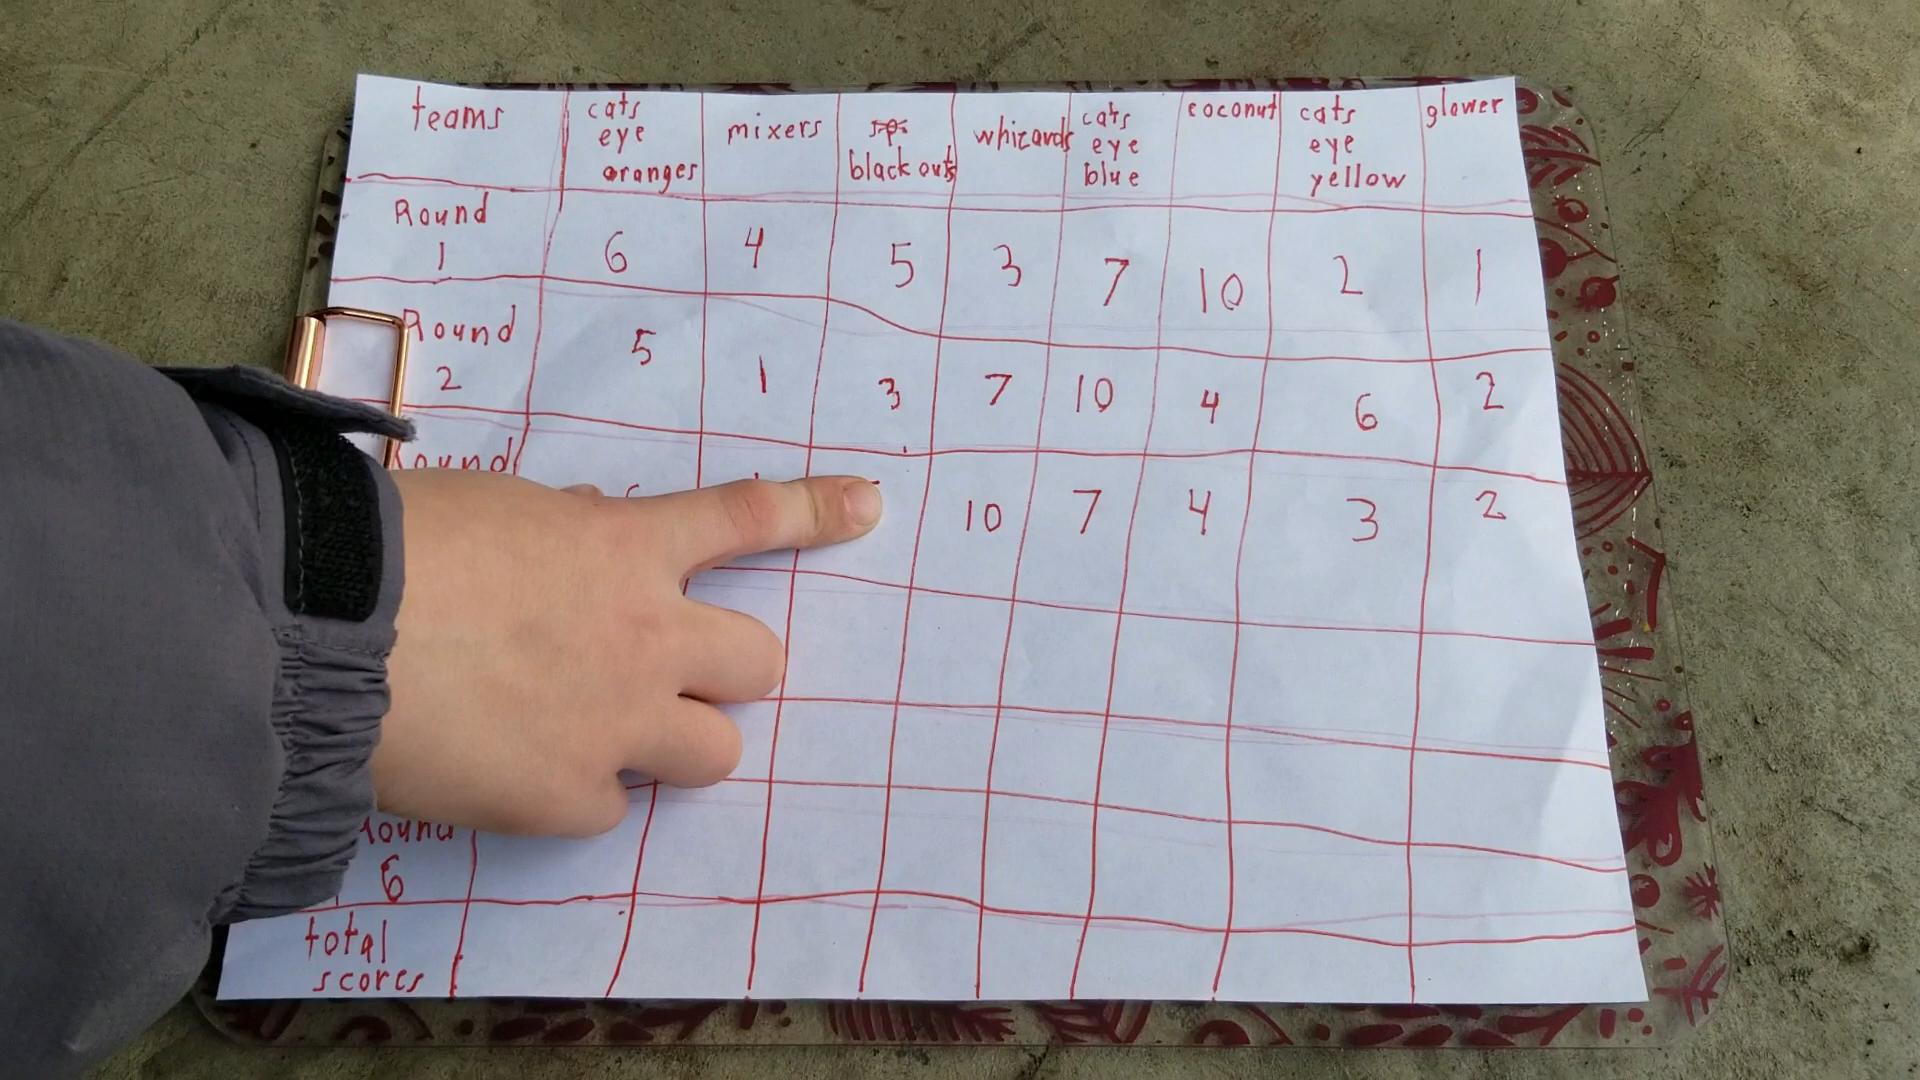 teams cats eye oranges mixers black outs whizards cats eye blue coconut cats eye yellow glower
Round 1 6 4 5 3 7 10 2 1
Round 2 5 1 3 7 10 4 6 2
Round 10 7 4 3 2
Round 6
total scores